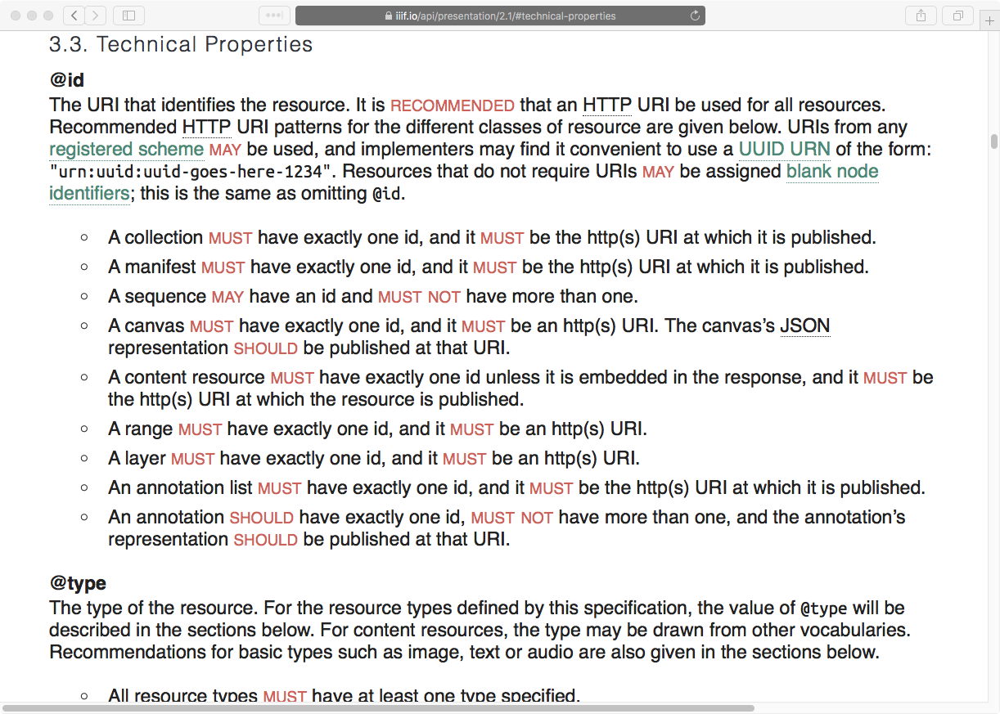 iiif.io/api/presentation/2.1/#technical-properties
3.3. Technical Properties
@id
The URI that identifies the resource. It is RECOMMENDED that an HTTP URI be used for all resources.
Recommended HTTP URI patterns for the different classes of resource are given below. URIs from any
registered scheme MAY be used, and implementers may find it convenient to use a UUID URN of the form:
"urn:uuid:uuid-goes-here-1234". Resources that do not require URIs MAY be assigned blank node
identifiers; this is the same as omitting @id.
A collection MUST have exactly one id, and it MUST be the http(s) URI at which it is published.
A manifest MUST have exactly one id, and it MUST be the http(s) URI at which it is published.
A sequence MAY have an id and MUST NOT have more than one.
A canvas MUST have exactly one id, and it MUST be an http(s) URI. The canvas’s JSON
representation SHOULD be published at that URI.
A content resource MUST have exactly one id unless it is embedded in the response, and it MUST be
the http(s) URI at which the resource is published.
A range MUST have exactly one id, and it MUST be an http(s) URI.
A layer MUST have exactly one id, and it MUST be an http(s) URI.
An annotation list MUST have exactly one id, and it MUST be the http(s) URI at which it is published.
An annotation SHOULD have exactly one id, MUST NOT have more than one, and the annotation’s
representation SHOULD be published at that URI.
@type
The type of the resource. For the resource types defined by this specification, the value of @type will be
described in the sections below. For content resources, the type may be drawn from other vocabularies.
Recommendations for basic types such as image, text or audio are also given in the sections below.
All resource types MUST have at least one type specified.